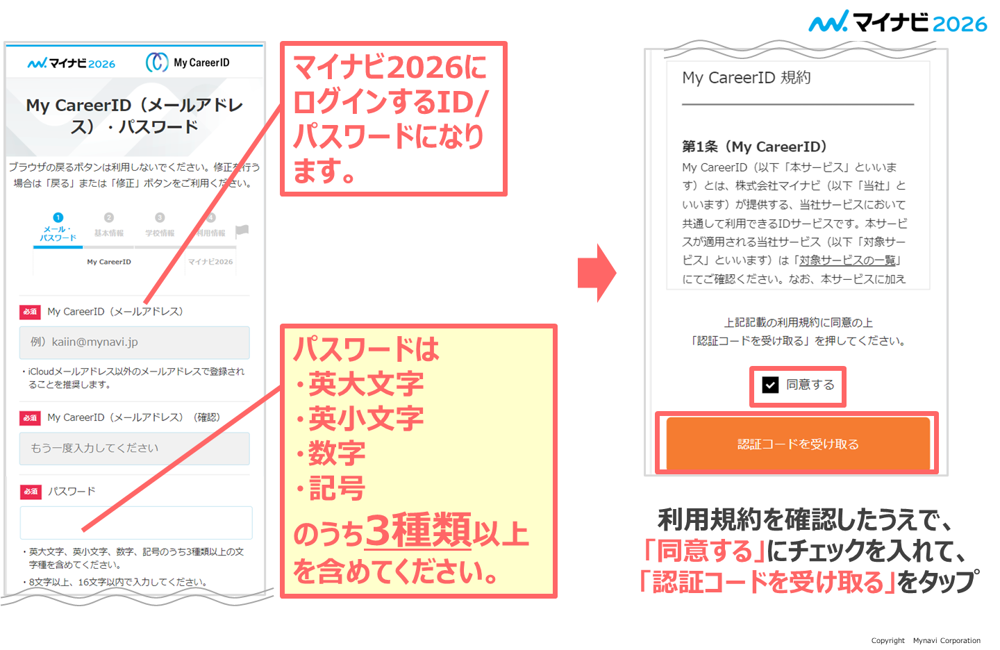 マイナビ 2026
マイナビ 2026 My CareerID
My CareerID（メールアドレ
ス）・パスワード
ブラウザの戻るボタンは利用しないでください。修正を行う
場合は「戻る」または「修正」ボタンをご利用ください。
1 2 3 4
メール・
パスワード 基本情報 学校情報 利用情報
My CareerID マイナビ2026
必須 My CareerID（メールアドレス）
例）kaiin@mynavi.jp
・iCloudメールアドレス以外のメールアドレスで登録され
ることを推奨します。
必須 My CareerID（メールアドレス）（確認）
もう一度入力してください
必須 パスワード
・英大文字、英小文字、数字、記号のうち3種類以上の文
字種を含めてください。
・8文字以上、16文字以内で入力してください。
マイナビ2026に
ログインするID/
パスワードになり
ます。
パスワードは
・英大文字
・英小文字
・数字
・記号
のうち3種類以上
を含めてください。
My CareerID 規約
第1条（My CareerID）
My CareerID（以下「本サービス」といいま
す）とは、株式会社マイナビ（以下「当社」と
いいます）が提供する、当社サービスにおいて
共通して利用できるIDサービスです。本サービ
スが適用される当社サービス（以下「対象サー
ビス」といいます）は「対象サービスの一覧」
にてご確認ください。なお、本サービスに加え
上記記載の利用規約に同意の上
「認証コードを受け取る」を押してください。
同意する
認証コードを受け取る
利用規約を確認したうえで、
「同意する」にチェックを入れて、
「認証コードを受け取る」をタップ
Copyright Mynavi Corporation